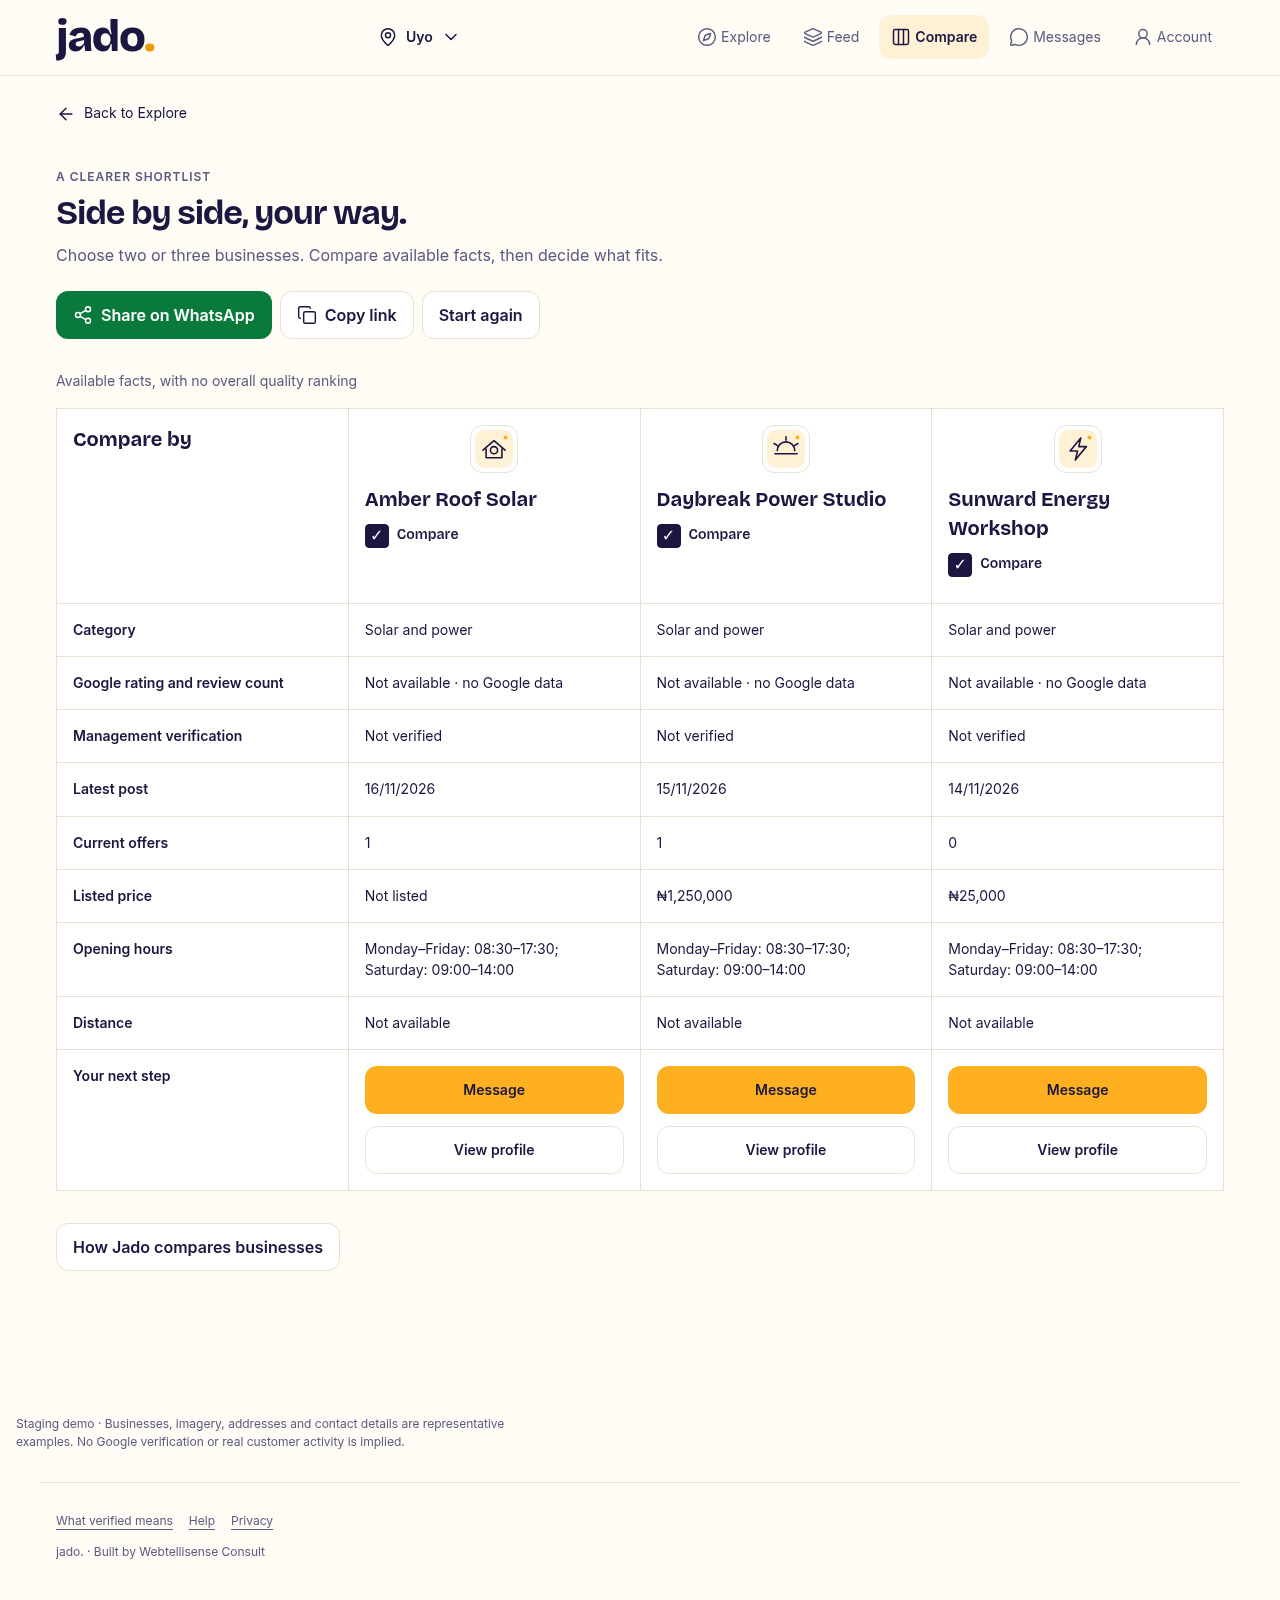 jado.
Uyo
Explore
Feed
Compare
Messages
Account
Back to Explore
A CLEARER SHORTLIST
Side by side, your way.
Choose two or three businesses. Compare available facts, then decide what fits.
Share on WhatsApp
Copy link
Start again
Available facts, with no overall quality ranking
Compare by
Amber Roof Solar
✓ Compare
Daybreak Power Studio
✓ Compare
Sunward Energy
Workshop
✓ Compare
Category
Solar and power
Solar and power
Solar and power
Google rating and review count
Not available · no Google data
Not available · no Google data
Not available · no Google data
Management verification
Not verified
Not verified
Not verified
Latest post
16/11/2026
15/11/2026
14/11/2026
Current offers
1
1
0
Listed price
Not listed
₦1,250,000
₦25,000
Opening hours
Monday–Friday: 08:30–17:30;
Saturday: 09:00–14:00
Monday–Friday: 08:30–17:30;
Saturday: 09:00–14:00
Monday–Friday: 08:30–17:30;
Saturday: 09:00–14:00
Distance
Not available
Not available
Not available
Your next step
Message
View profile
Message
View profile
Message
View profile
How Jado compares businesses
Staging demo · Businesses, imagery, addresses and contact details are representative
examples. No Google verification or real customer activity is implied.
What verified means
Help
Privacy
jado. · Built by Webtellisense Consult